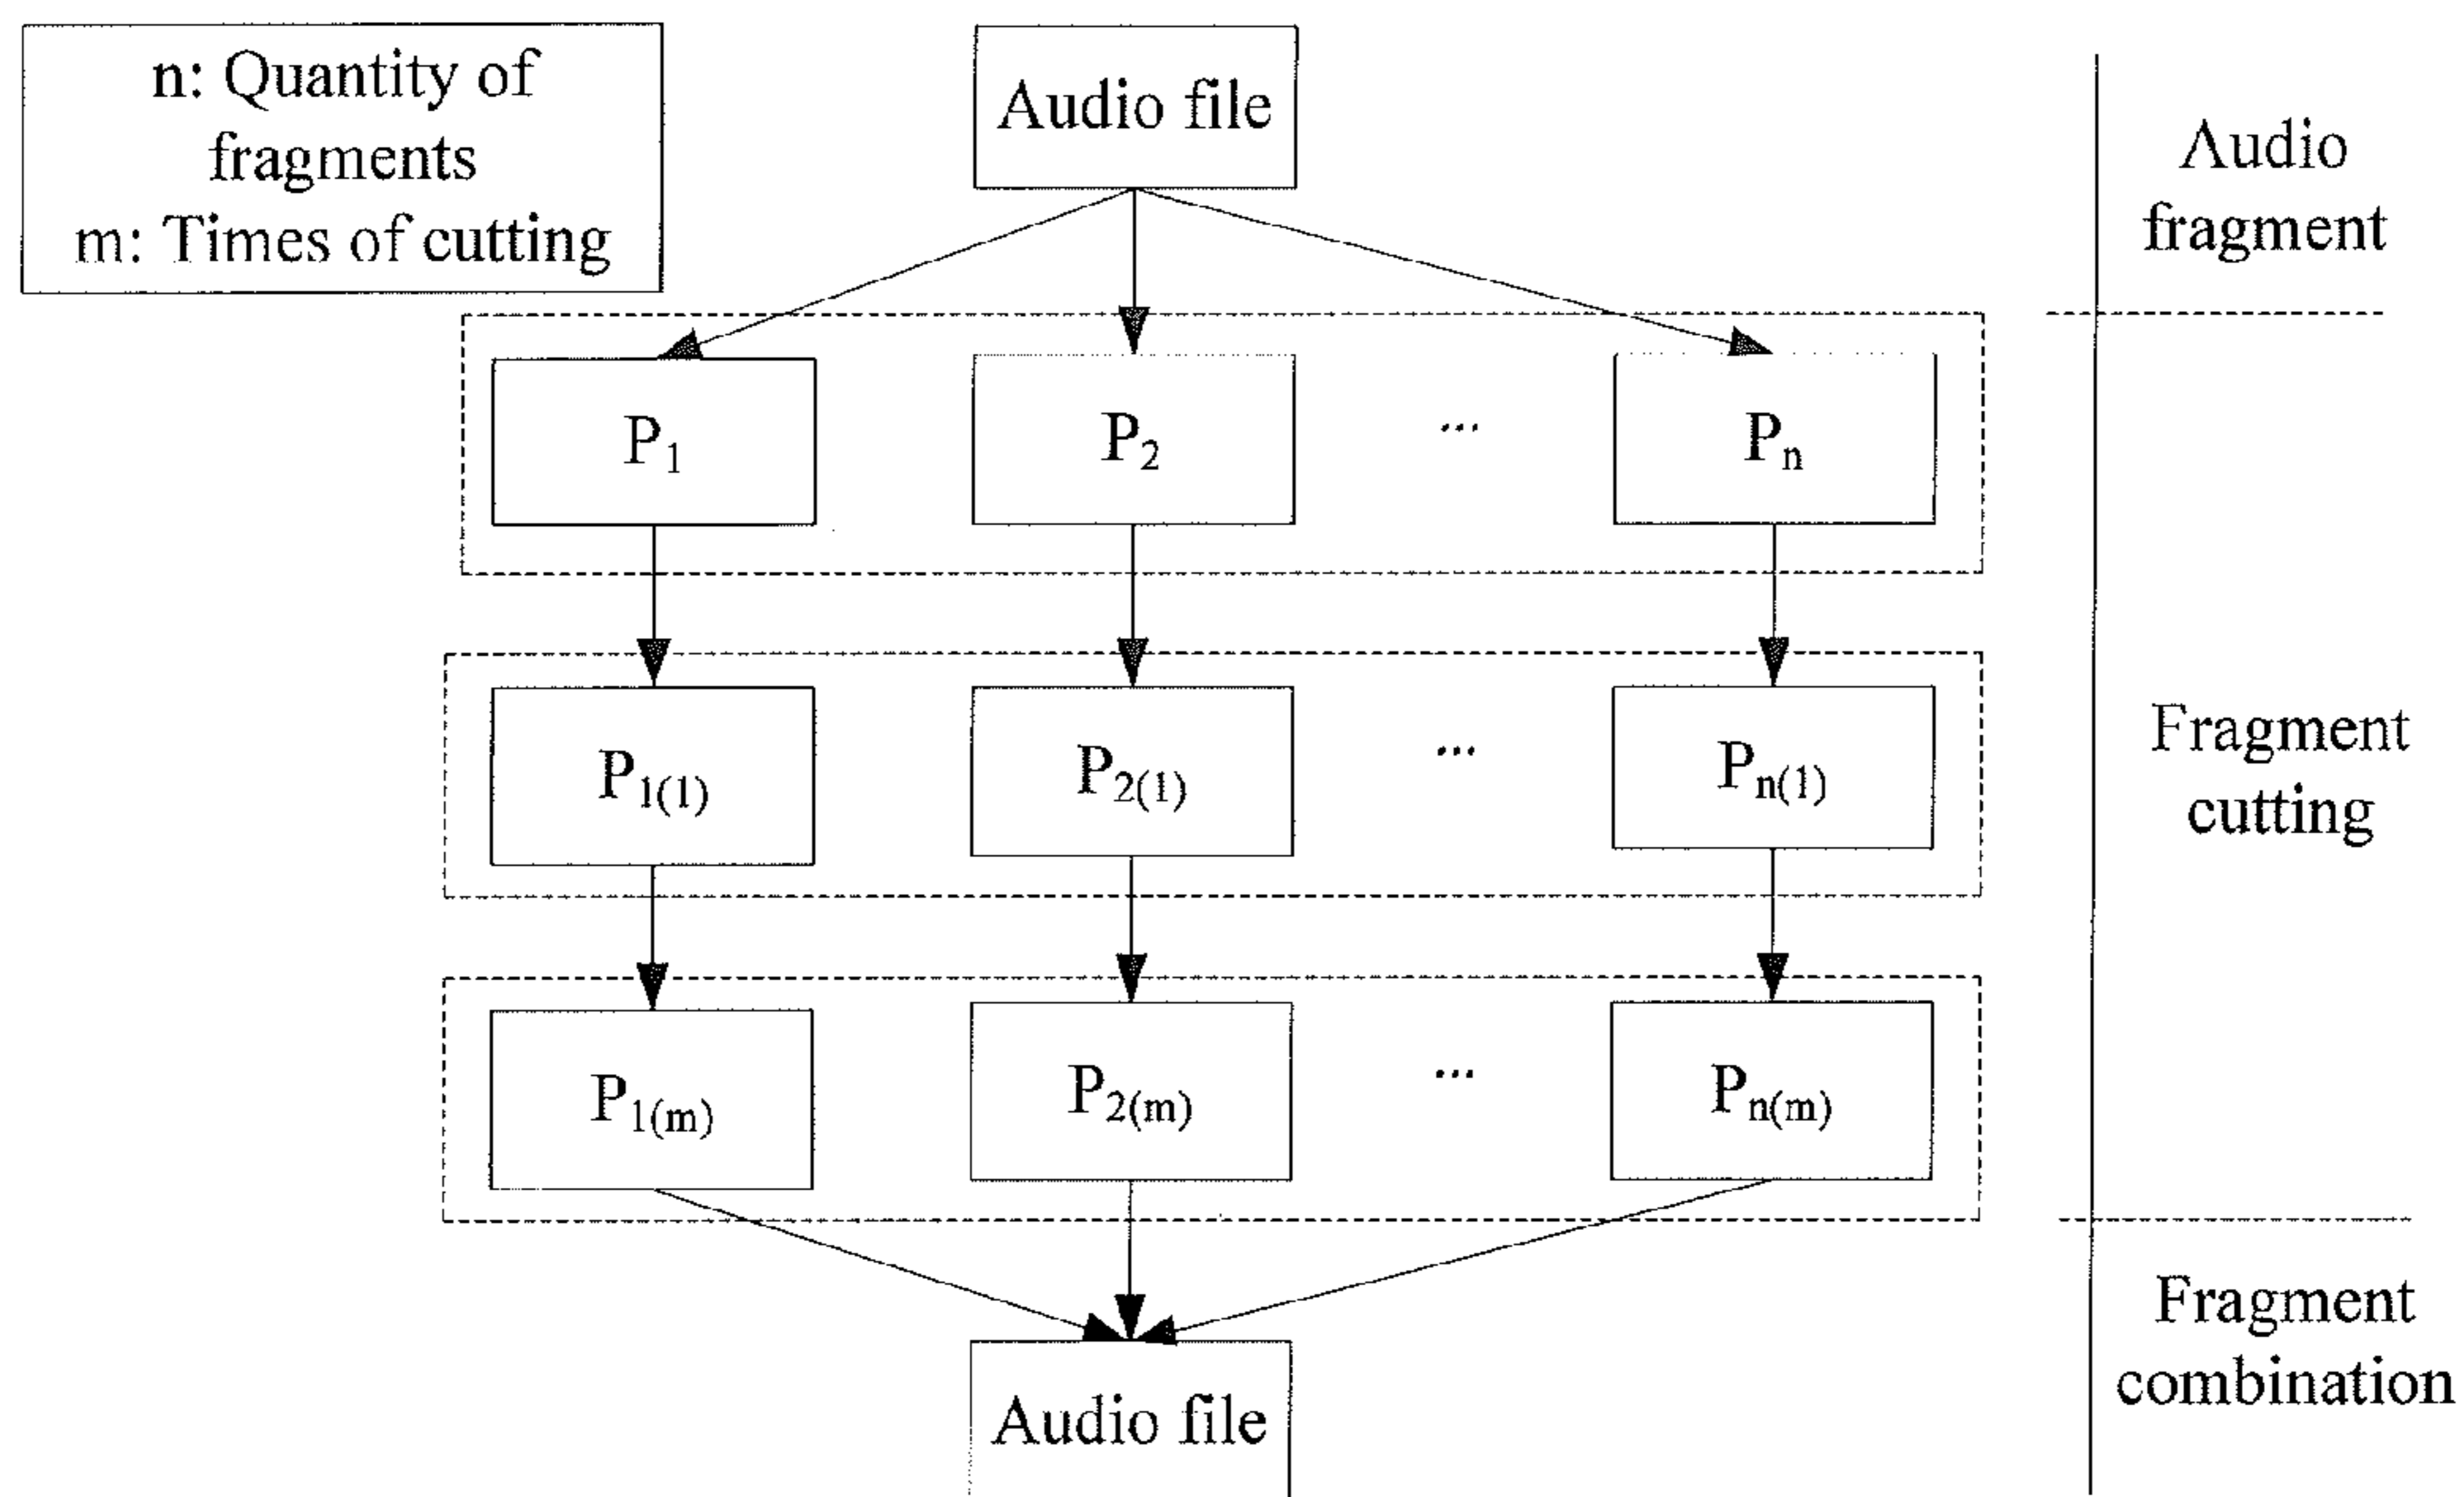 n: Quantity of
fragments
m: Times of cutting
Audio file
Audio
fragment
P₁ P₂ ... Pₙ
P₁₍₁₎ P₂₍₁₎ ... Pₙ₍₁₎
Fragment
cutting
P₁₍ₘ₎ P₂₍ₘ₎ ... Pₙ₍ₘ₎
Fragment
combination
Audio file